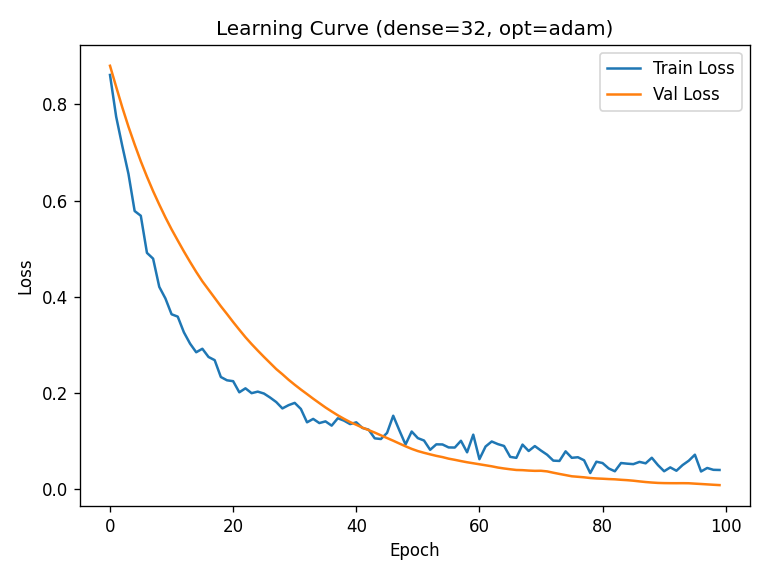 Learning Curve (dense=32, opt=adam)
Train Loss
Val Loss
0.8
0.6
0.4
0.2
0.0
Loss
0 20 40 60 80 100
Epoch